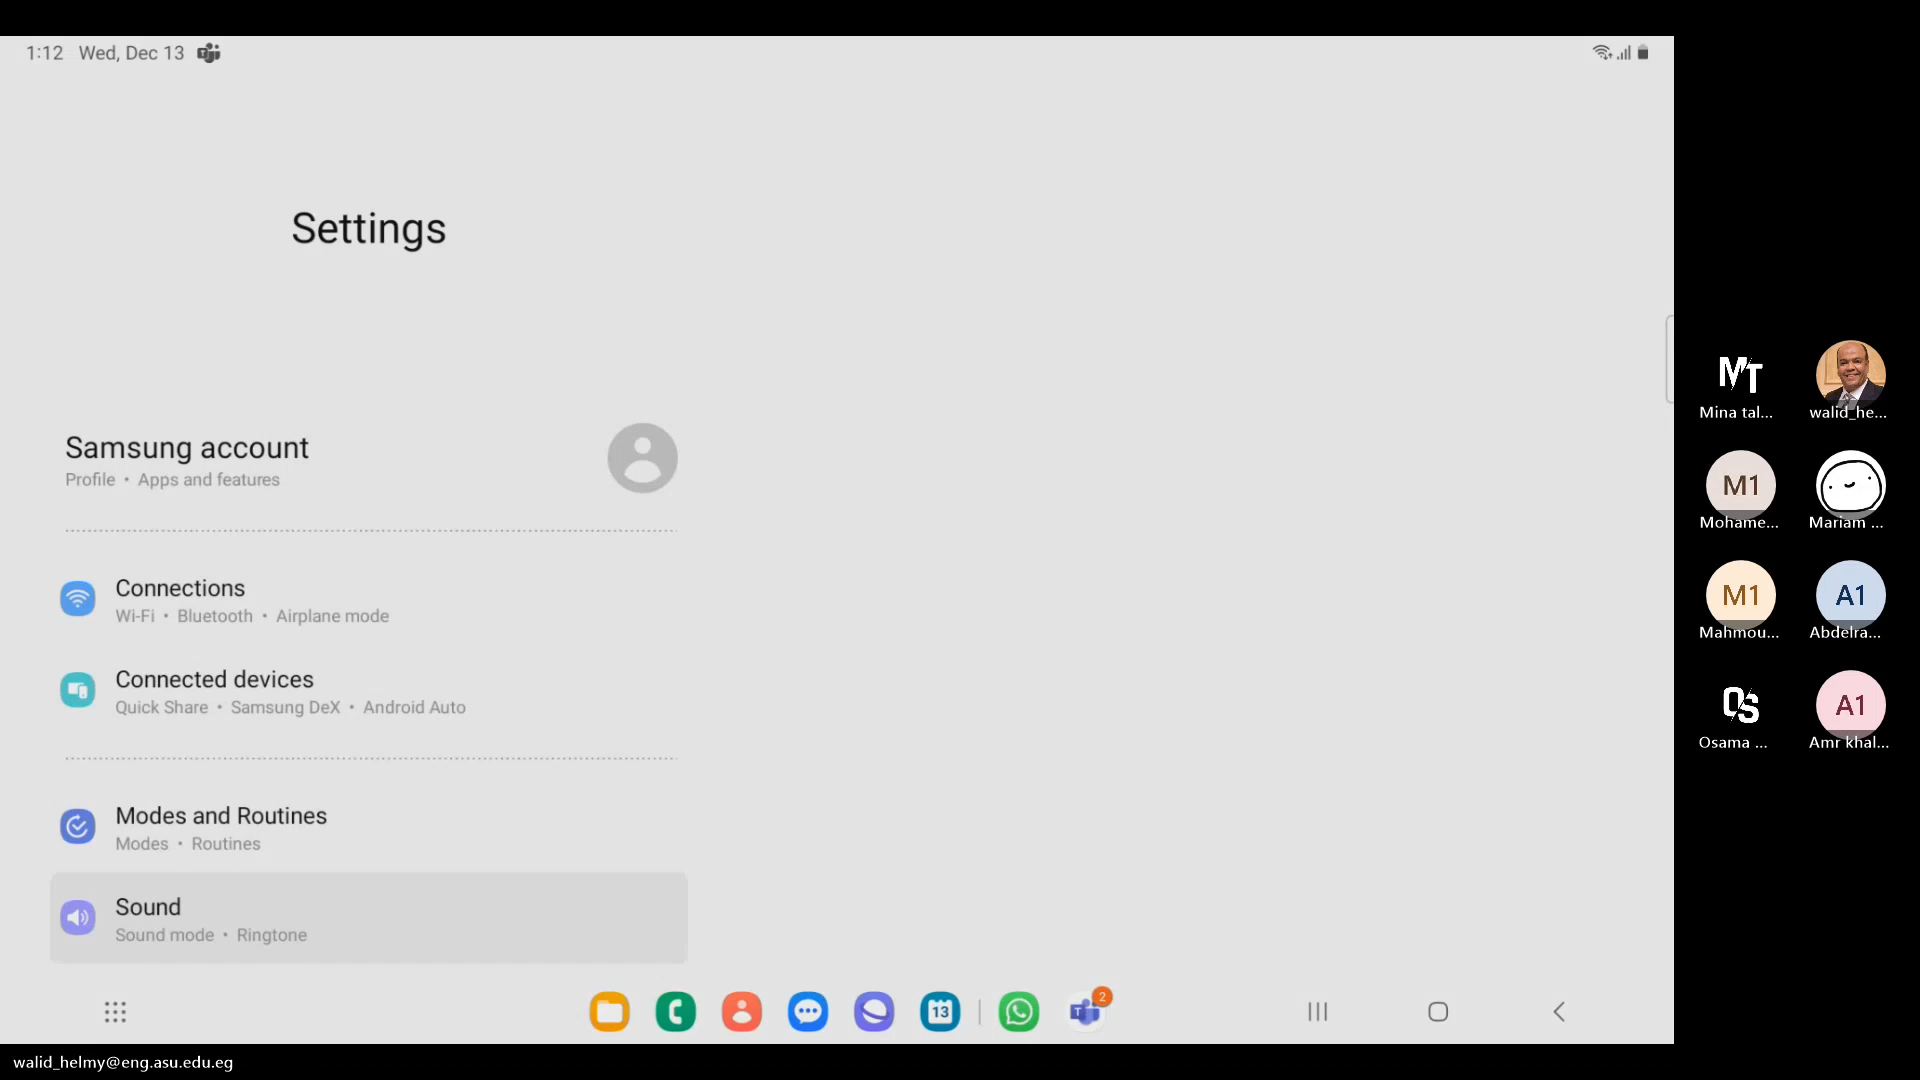 1:12 Wed, Dec 13
Settings
Samsung account
Profile • Apps and features
Connections
Wi-Fi • Bluetooth • Airplane mode
Connected devices
Quick Share • Samsung DeX • Android Auto
Modes and Routines
Modes • Routines
Sound
Sound mode • Ringtone
13
T
2
MT
Mina tal...
walid_he...
M1
Mohame...
Mariam ...
M1
Mahmou...
A1
Abdelra...
OS
Osama ...
A1
Amr khal...
walid_helmy@eng.asu.edu.eg